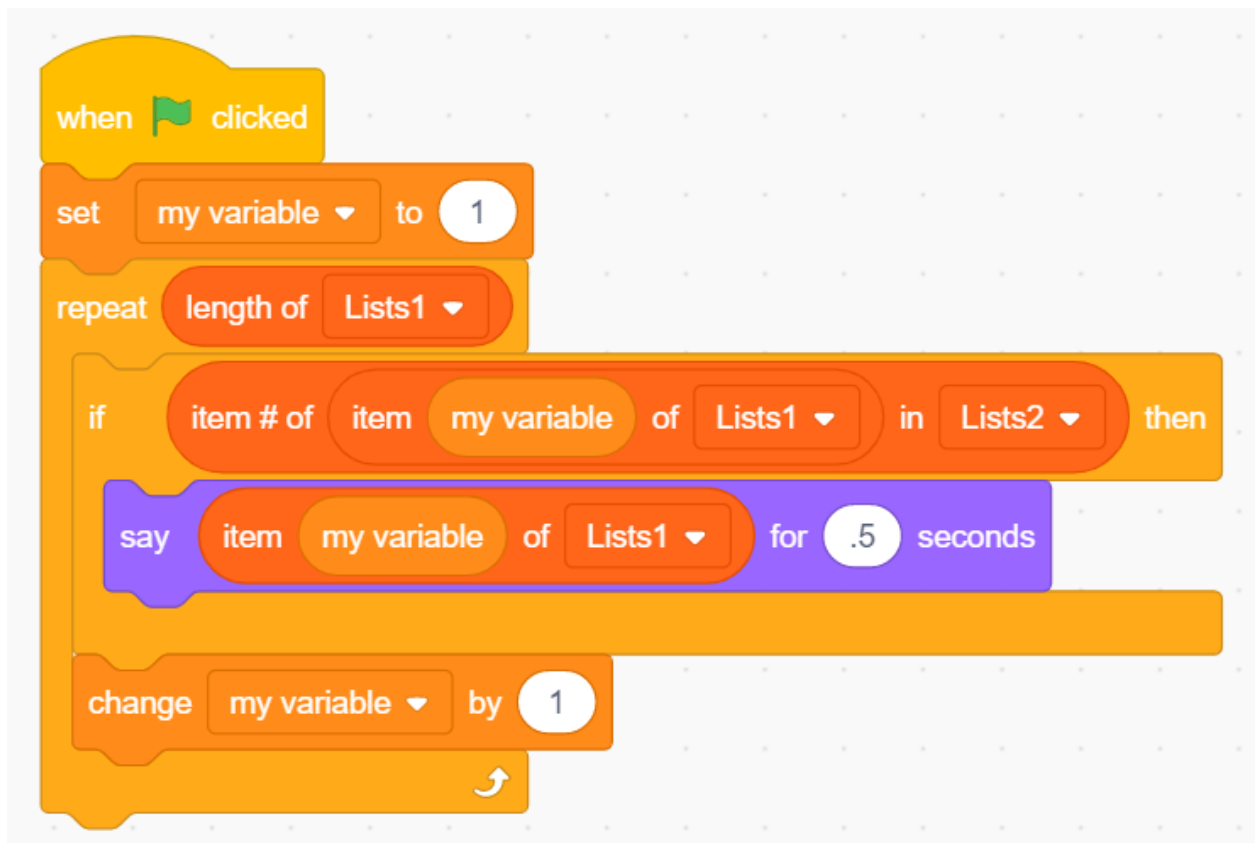 when clicked
set my variable to 1
repeat length of Lists1
if item # of item my variable of Lists1 in Lists2 then
say item my variable of Lists1 for .5 seconds
change my variable by 1